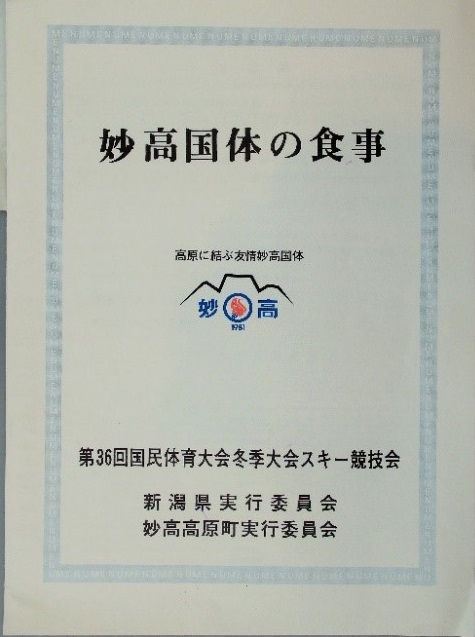 妙高国体の食事
高原に結ぶ友情妙高国体
妙 高
1981
第36回国民体育大会冬季大会スキー競技会
新潟県実行委員会
妙高高原町実行委員会